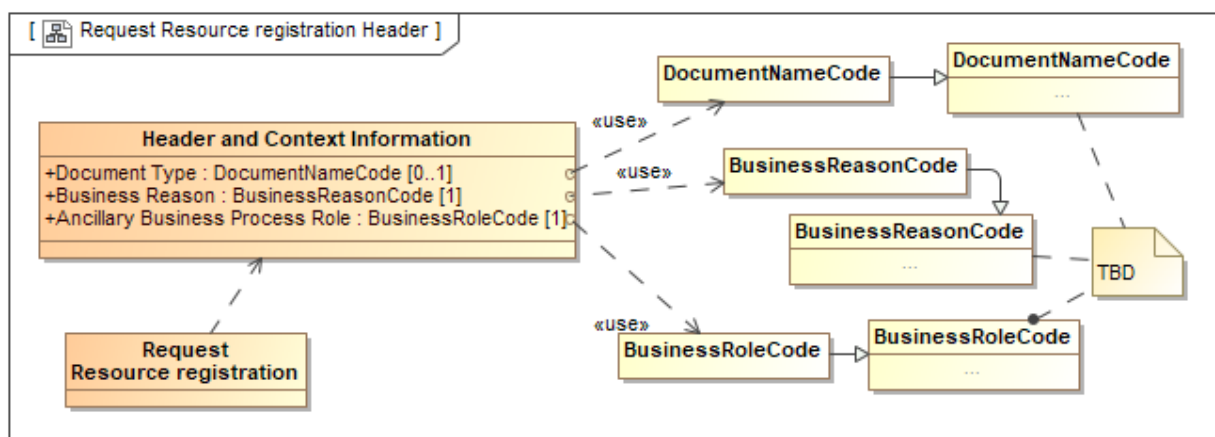 [ Request Resource registration Header ]
DocumentNameCode
DocumentNameCode
...
«use»
Header and Context Information
+Document Type : DocumentNameCode [0..1]
+Business Reason : BusinessReasonCode [1]
+Ancillary Business Process Role : BusinessRoleCode [1]
«use»
BusinessReasonCode
BusinessReasonCode
...
TBD
«use»
BusinessRoleCode
BusinessRoleCode
...
Request
Resource registration